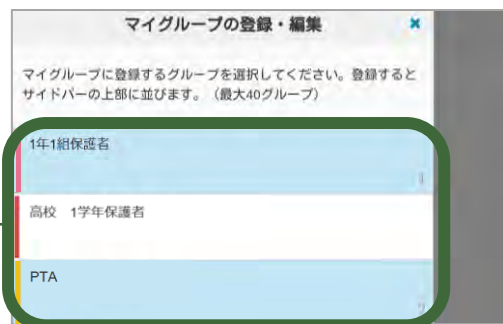 マイグループの登録・編集 ×
マイグループに登録するグループを選択してください。登録すると
サイドバーの上部に並びます。（最大40グループ）
1年1組保護者
1
高校　1学年保護者
PTA